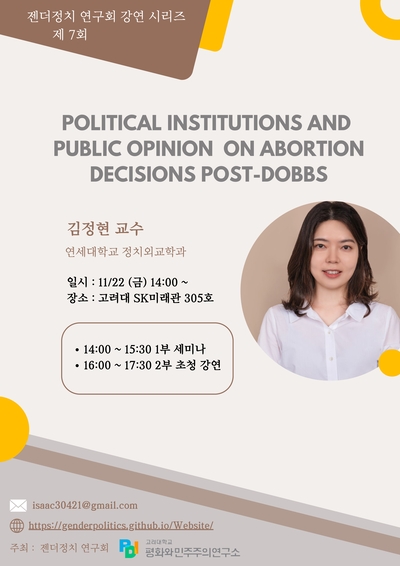 젠더정치 연구회 강연 시리즈
제 7회
POLITICAL INSTITUTIONS AND
PUBLIC OPINION ON ABORTION
DECISIONS POST-DOBBS
김정현 교수
연세대학교 정치외교학과
일시 : 11/22 (금) 14:00 ~
장소 : 고려대 SK미래관 305호
• 14:00 ~ 15:30 1부 세미나
• 16:00 ~ 17:30 2부 초청 강연
isaac30421@gmail.com
https://genderpolitics.github.io/Website/
주최 : 젠더정치 연구회
고려대학교
평화와민주주의연구소